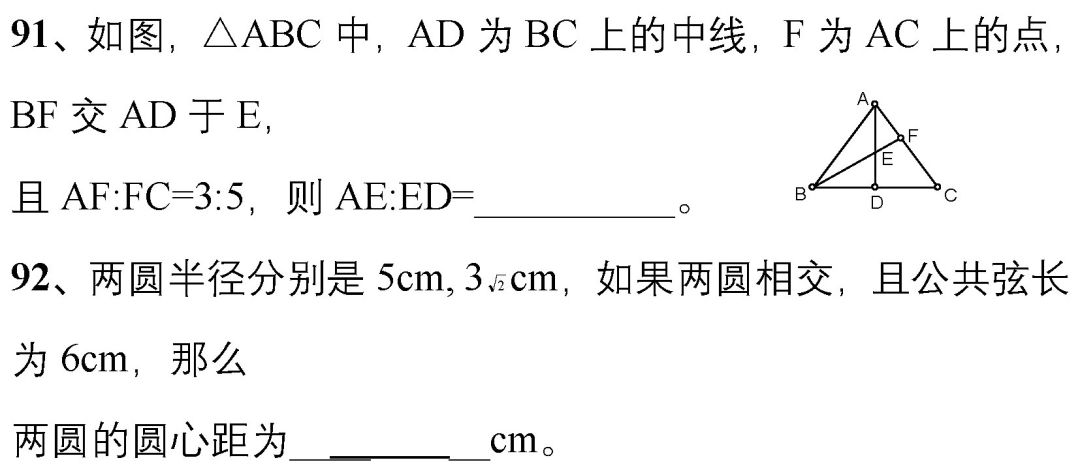 91、如图，△ABC 中，AD 为 BC 上的中线，F 为 AC 上的点，
BF 交 AD 于 E，
且 AF:FC=3:5，则 AE:ED=__________。
A
F
E
B
D
C
92、两圆半径分别是 5cm, 3√2cm，如果两圆相交，且公共弦长
为 6cm，那么
两圆的圆心距为__________cm。